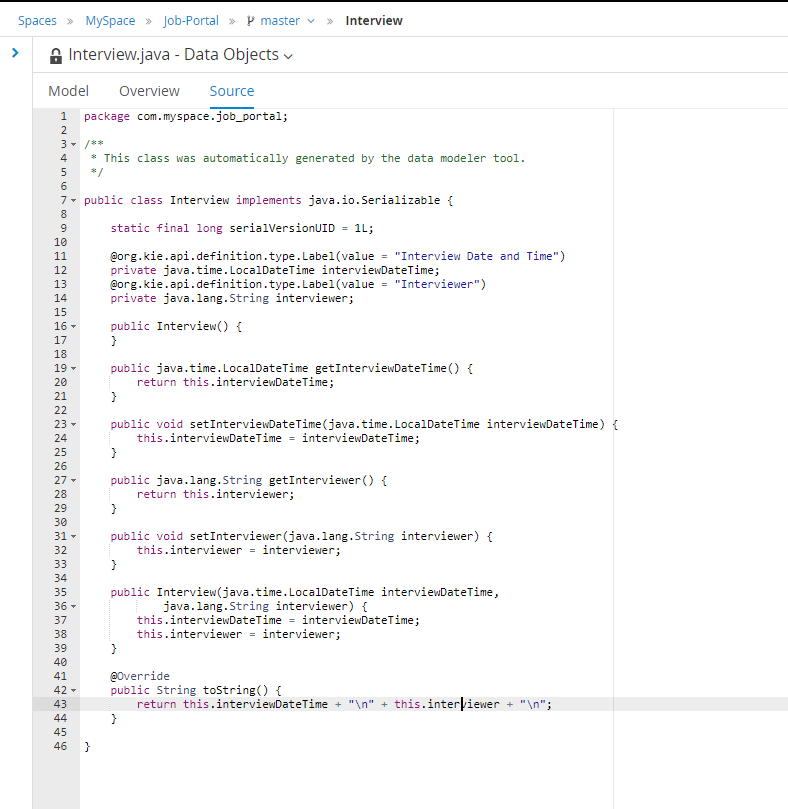 Spaces » MySpace » Job-Portal » master » Interview
Interview.java - Data Objects
Model Overview Source
1 package com.myspace.job_portal;
2
3 /**
4  * This class was automatically generated by the data modeler tool.
5  */
6
7 public class Interview implements java.io.Serializable {
8
9     static final long serialVersionUID = 1L;
10
11     @org.kie.api.definition.type.Label(value = "Interview Date and Time")
12     private java.time.LocalDateTime interviewDateTime;
13     @org.kie.api.definition.type.Label(value = "Interviewer")
14     private java.lang.String interviewer;
15
16     public Interview() {
17     }
18
19     public java.time.LocalDateTime getInterviewDateTime() {
20         return this.interviewDateTime;
21     }
22
23     public void setInterviewDateTime(java.time.LocalDateTime interviewDateTime) {
24         this.interviewDateTime = interviewDateTime;
25     }
26
27     public java.lang.String getInterviewer() {
28         return this.interviewer;
29     }
30
31     public void setInterviewer(java.lang.String interviewer) {
32         this.interviewer = interviewer;
33     }
34
35     public Interview(java.time.LocalDateTime interviewDateTime,
36             java.lang.String interviewer) {
37         this.interviewDateTime = interviewDateTime;
38         this.interviewer = interviewer;
39     }
40
41     @Override
42     public String toString() {
43         return this.interviewDateTime + "\n" + this.interviewer + "\n";
44     }
45
46 }